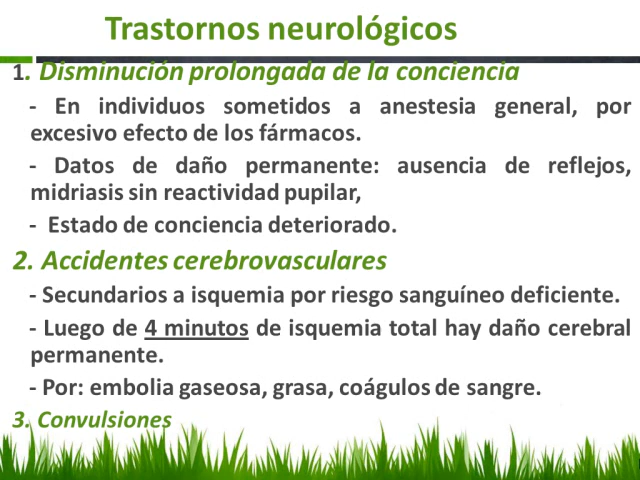 Trastornos neurológicos
1. Disminución prolongada de la conciencia
- En individuos sometidos a anestesia general, por
excesivo efecto de los fármacos.
- Datos de daño permanente: ausencia de reflejos,
midriasis sin reactividad pupilar,
- Estado de conciencia deteriorado.
2. Accidentes cerebrovasculares
- Secundarios a isquemia por riesgo sanguíneo deficiente.
- Luego de 4 minutos de isquemia total hay daño cerebral
permanente.
- Por: embolia gaseosa, grasa, coágulos de sangre.
3. Convulsiones